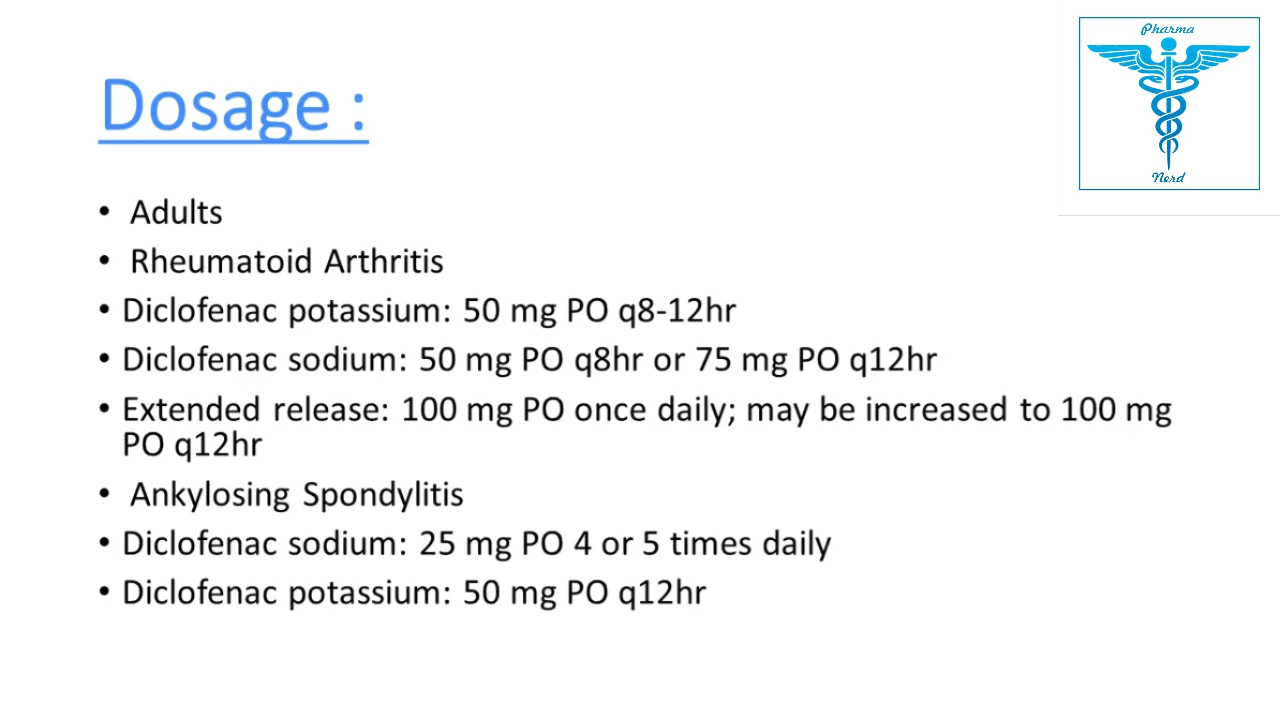 Pharma
Nerd
Dosage :
• Adults
• Rheumatoid Arthritis
• Diclofenac potassium: 50 mg PO q8-12hr
• Diclofenac sodium: 50 mg PO q8hr or 75 mg PO q12hr
• Extended release: 100 mg PO once daily; may be increased to 100 mg
PO q12hr
• Ankylosing Spondylitis
• Diclofenac sodium: 25 mg PO 4 or 5 times daily
• Diclofenac potassium: 50 mg PO q12hr